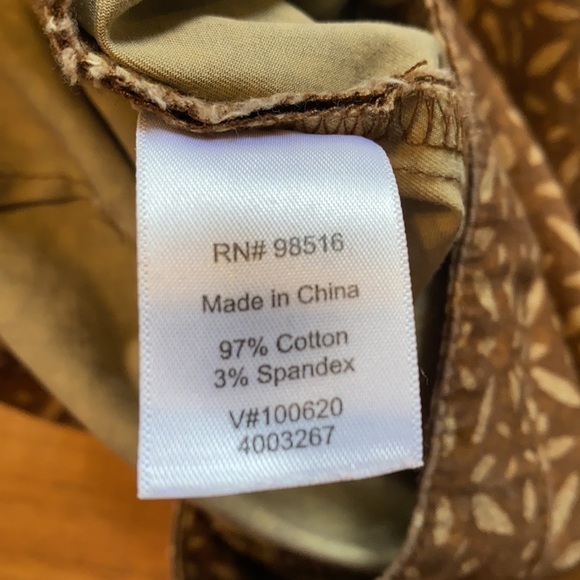 RN# 98516
Made in China
97% Cotton
3% Spandex
V#100620
4003267